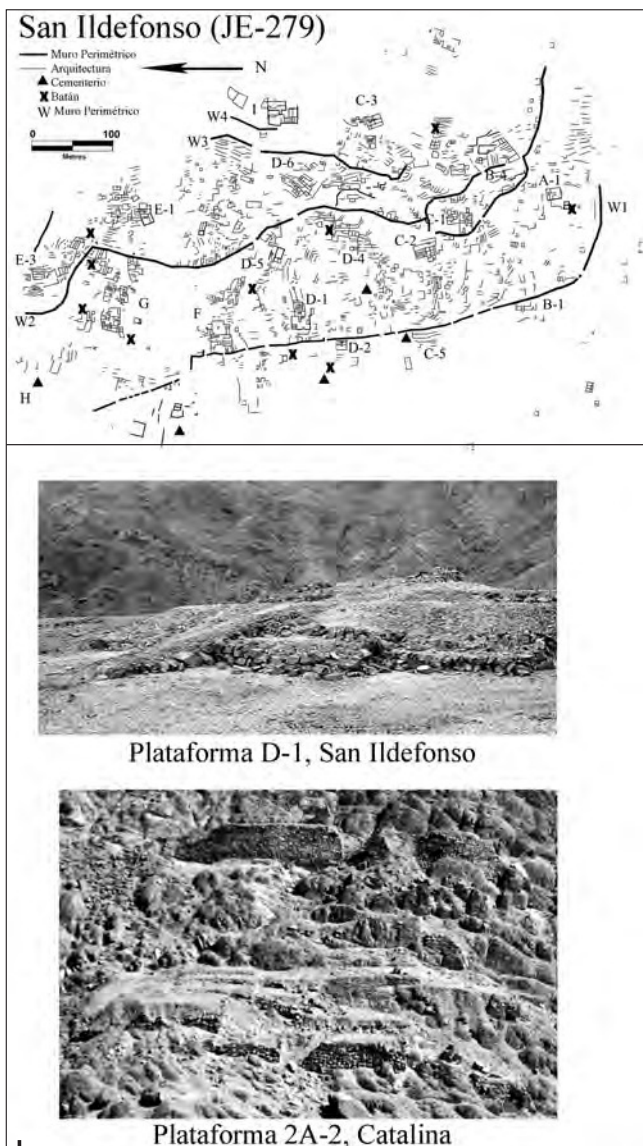 San Ildefonso (JE-279)
Muro Perimétrico
Arquitectura
N
Cementerio
Batán
W Muro Perimétrico
0 100
Metres
I
C-3
W4
W3
D-6
B-4
A-1
W1
E-1
C-1
C-2
E-3
D-5
D-4
G
D-1
F
B-1
W2
D-2
C-5
H
Plataforma D-1, San Ildefonso
Plataforma 2A-2, Catalina